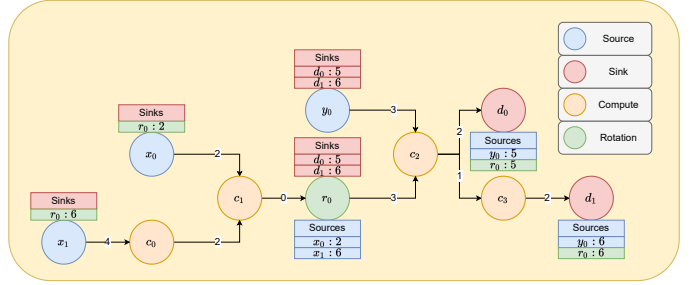 Source
Sink
Compute
Rotation
Sinks
d₀ : 5
d₁ : 6
y₀
3
Sinks
r₀ : 2
x₀
2
Sinks
r₀ : 6
x₁
4
c₀
2
c₁
0
Sinks
d₀ : 5
d₁ : 6
r₀
Sources
x₀ : 2
x₁ : 6
3
c₂
2
1
d₀
Sources
y₀ : 5
r₀ : 5
c₃
2
d₁
Sources
y₀ : 6
r₀ : 6